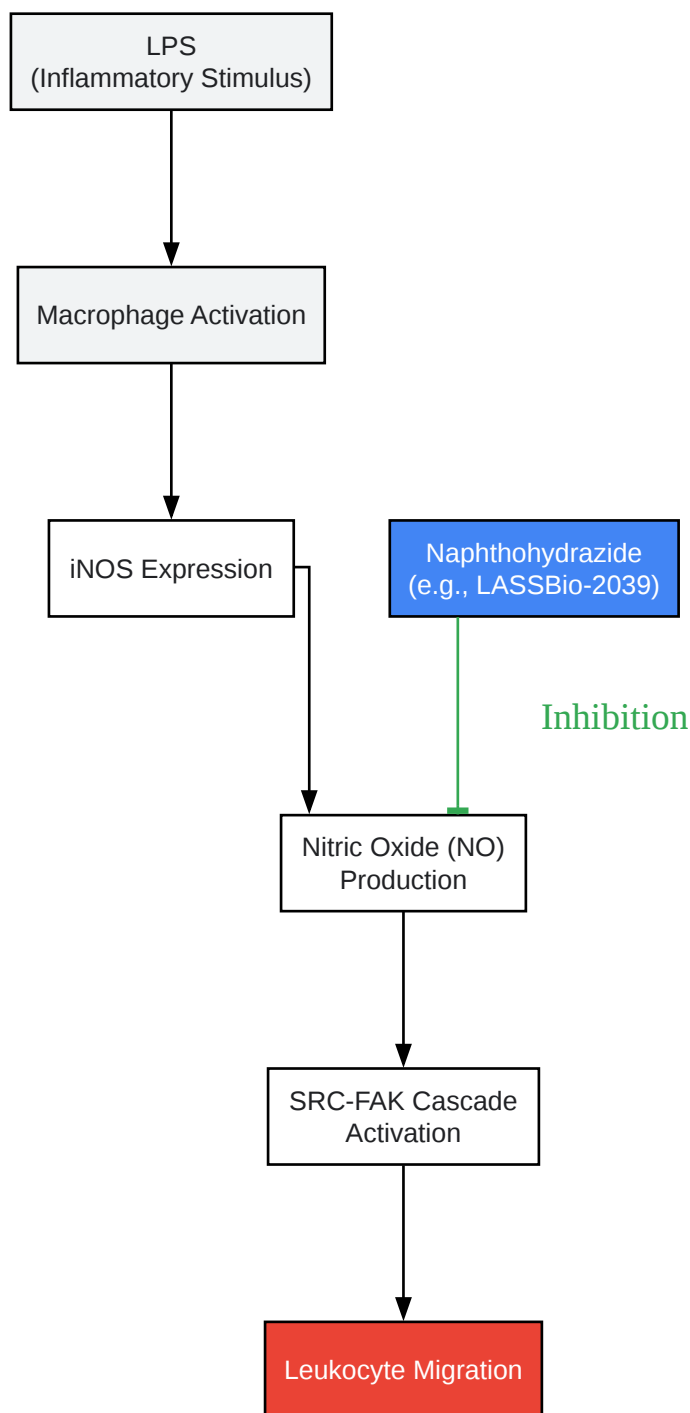 LPS
(Inflammatory Stimulus)
Macrophage Activation
iNOS Expression
Naphthohydrazide
(e.g., LASSBio-2039)
Inhibition
Nitric Oxide (NO)
Production
SRC-FAK Cascade
Activation
Leukocyte Migration